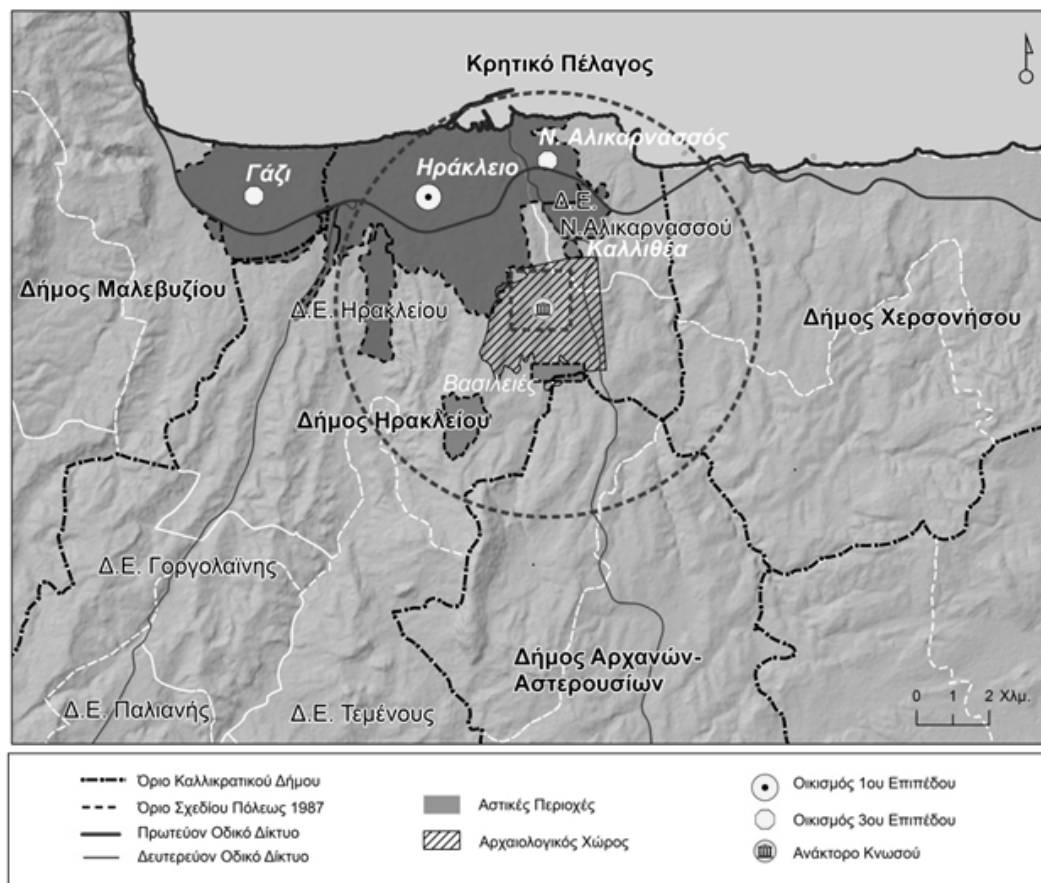 Κρητικό Πέλαγος
Ν. Αλικαρνασσός
Γάζι
Ηράκλειο
Δ.Ε.
Ν.Αλικαρνασσού
Καλλιθέα
Δήμος Μαλεβυζίου
Δ.Ε. Ηρακλείου
Δήμος Χερσονήσου
Βασιλειές
Δήμος Ηρακλείου
Δ.Ε. Γοργολαϊνης
Δήμος Αρχανών-
Αστερουσίων
Δ.Ε. Παλιανής
Δ.Ε. Τεμένους
0 1 2 Χλμ.
Όριο Καλλικρατικού Δήμου
Όριο Σχεδίου Πόλεως 1987
Πρωτεύον Οδικό Δίκτυο
Δευτερεύον Οδικό Δίκτυο
Αστικές Περιοχές
Αρχαιολογικός Χώρος
Οικισμός 1ου Επιπέδου
Οικισμός 3ου Επιπέδου
Ανάκτορο Κνωσού